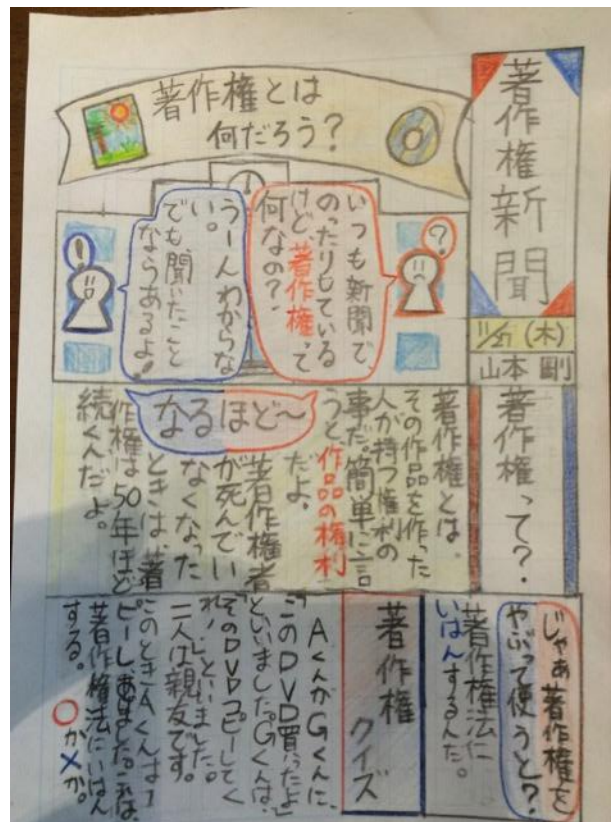 著作権新聞
(木)
山本 剛
著作権とは
何だろう?
?
いつも新聞で、
のったりしている
けど、著作権って
何なの?
!
うーんわからな
い。
でも、聞いたこと
ならあるよ!
著作権って?
著作権とは、
その作品を作った
人が持つ権利の
事だ。簡単に言
うと作品の権利
だよ。
なるほど~
著作権者
が死んでい
なくなった
ときは著
作権は50年ほど
続くんだよ。
じゃあ著作権を
やぶって使うと?
著作権法に
いはんするんだ。
著作権
クイズ
AくんがGくんに、
「このDVD買ったよ」
といいました。Gくんは、
「そのDVDコピーしてく
れ!」といいました。
二人は親友です。
このときAくんはコ
ピーしあげました。これは
著作権法にいはん
する。○か×か。